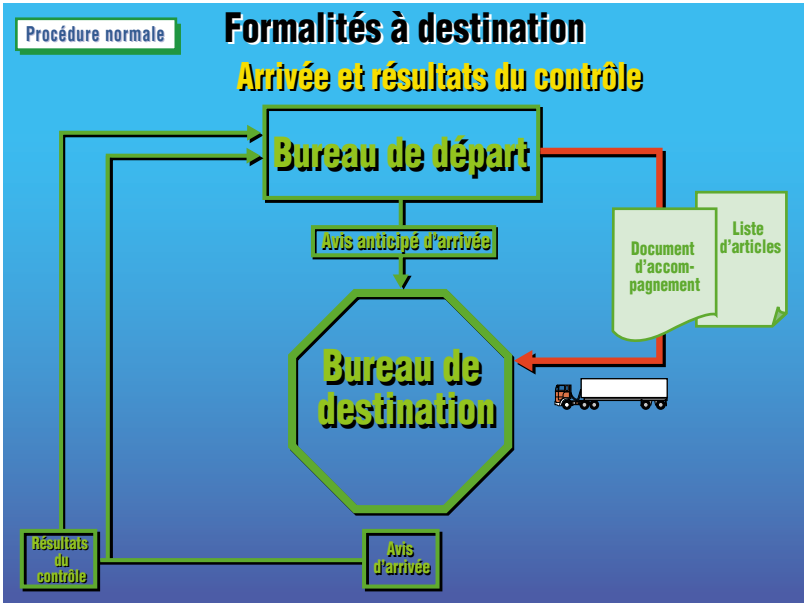 Procédure normale
Formalités à destination
Arrivée et résultats du contrôle
Bureau de départ
Avis anticipé d'arrivée
Liste
d'articles
Document
d'accom-
pagnement
Bureau de
destination
Résultats
du
contrôle
Avis
d'arrivée